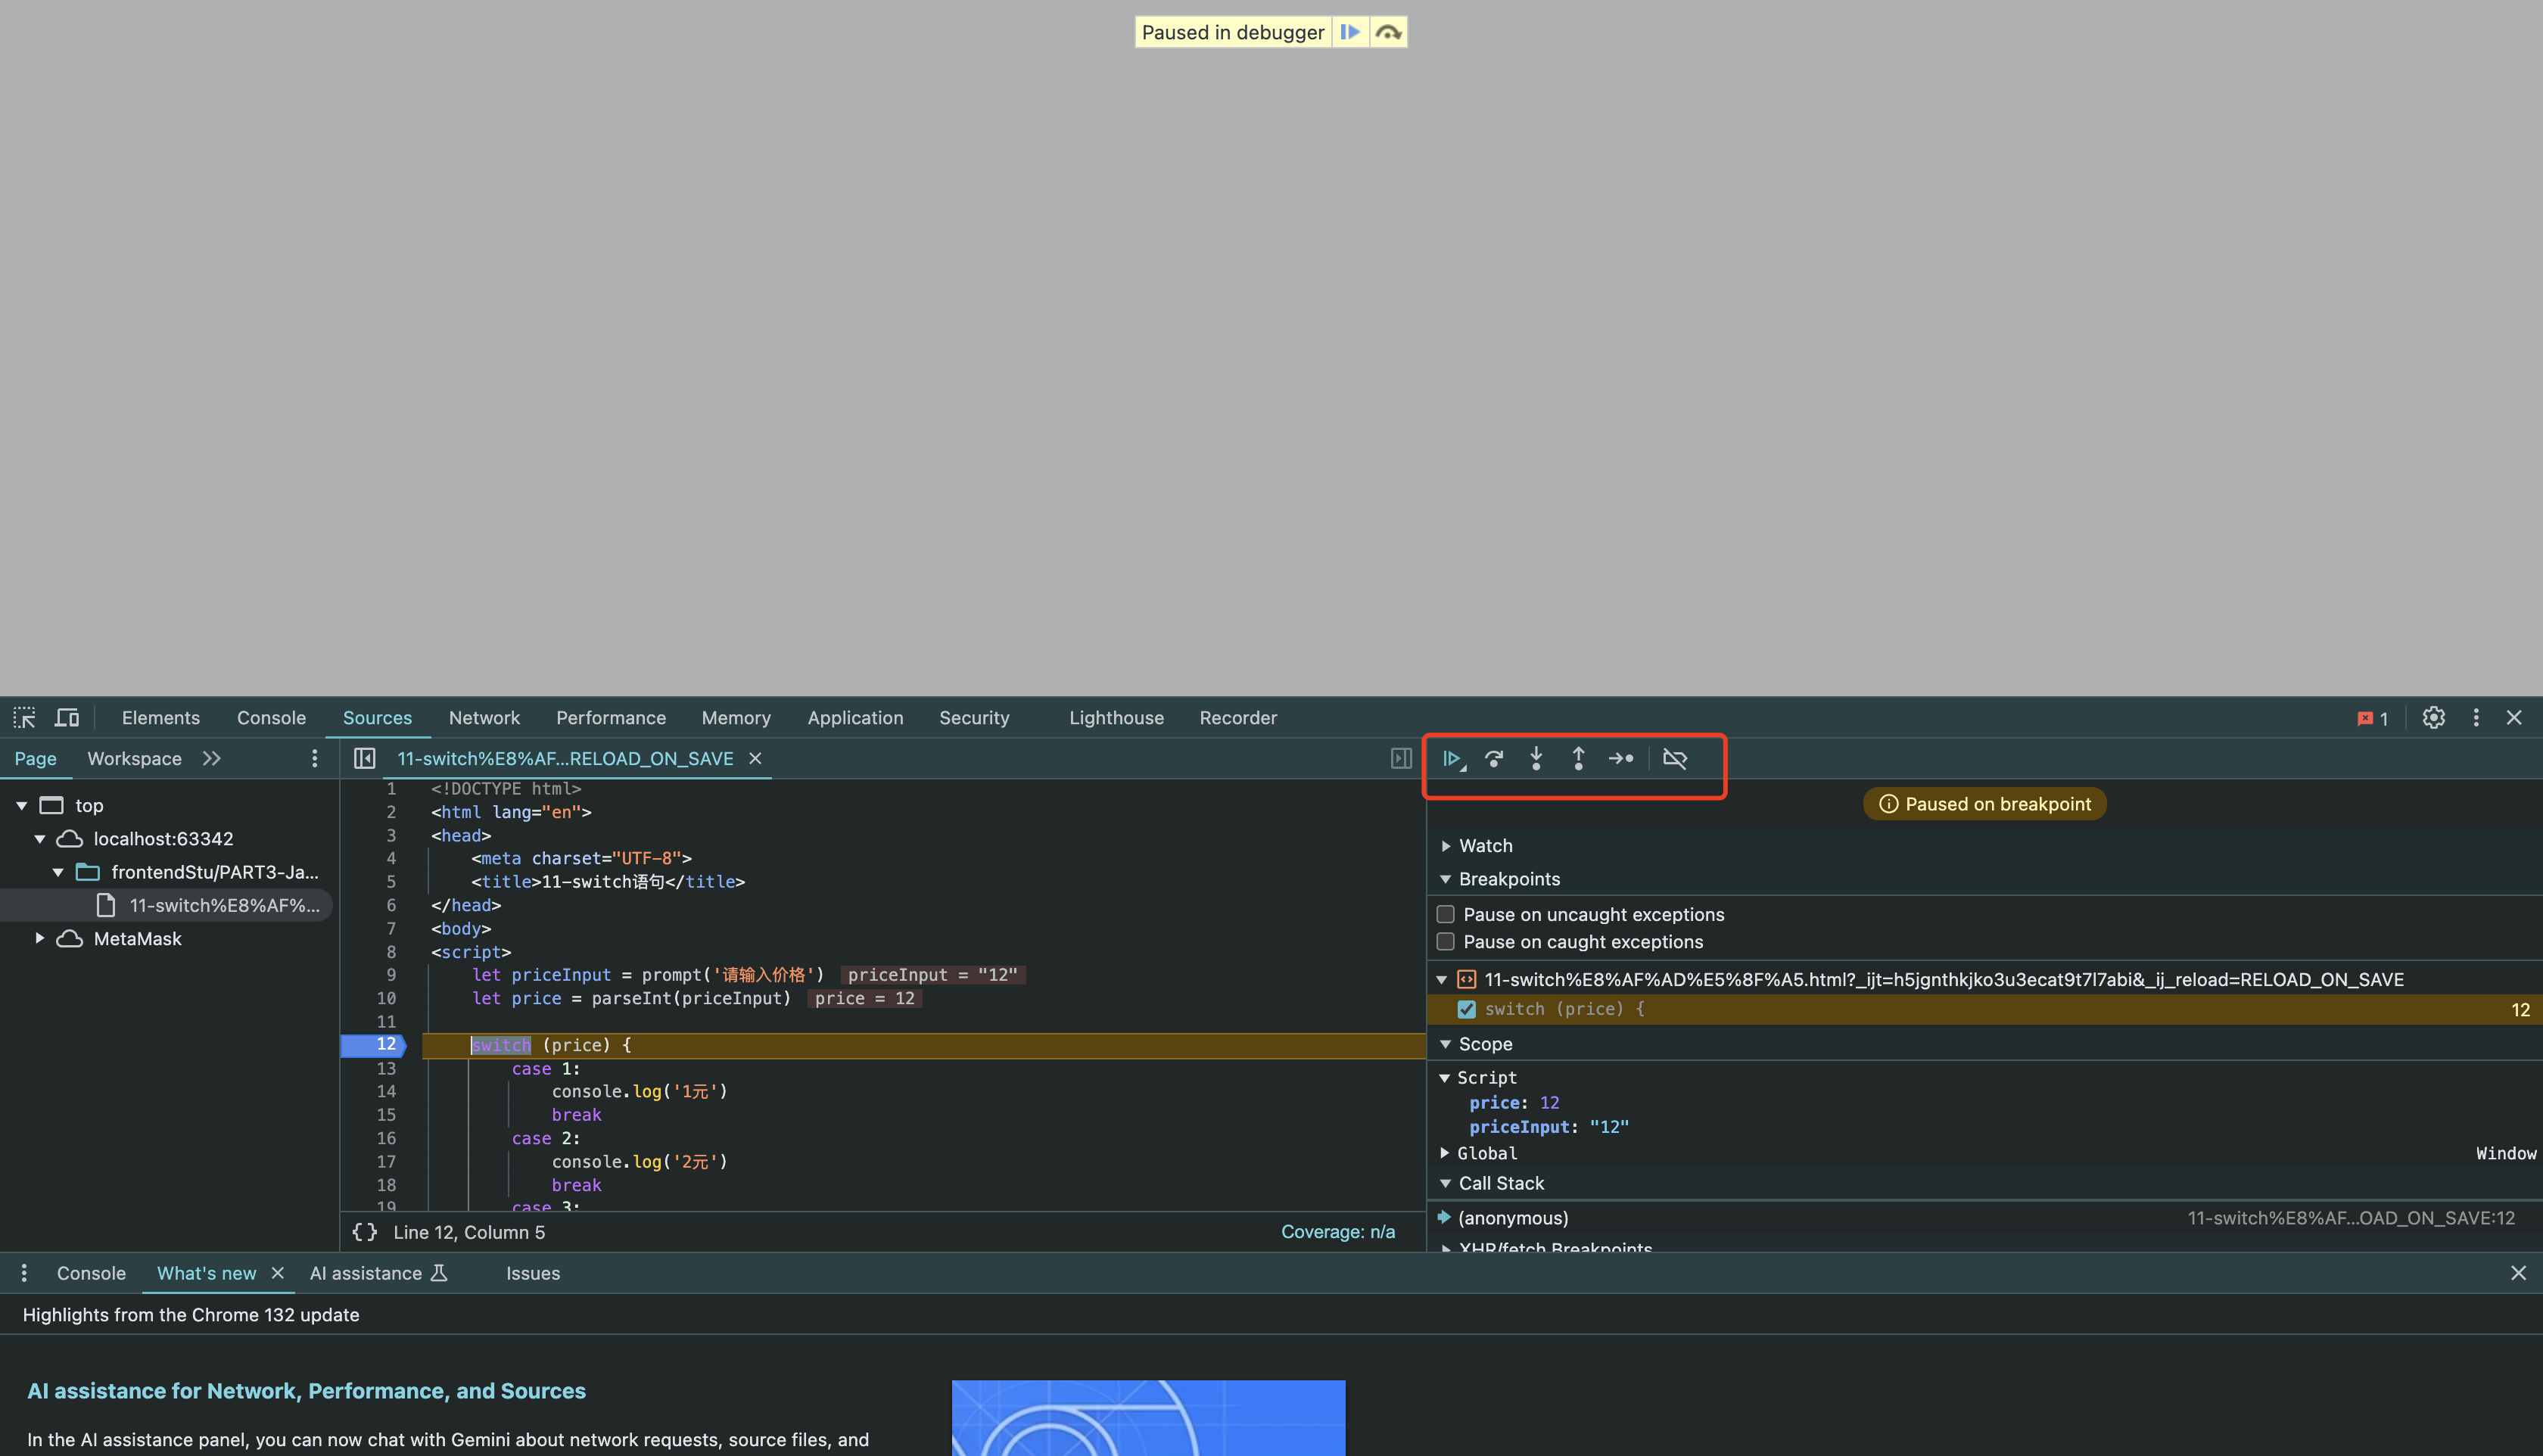 Paused in debugger
Elements Console Sources Network Performance Memory Application Security Lighthouse Recorder 1
Page Workspace
11-switch%E8%AF...RELOAD_ON_SAVE
top
localhost:63342
frontendStu/PART3-Ja...
11-switch%E8%AF%...
MetaMask
1 <!DOCTYPE html>
2 <html lang="en">
3 <head>
4 <meta charset="UTF-8">
5 <title>11-switch语句</title>
6 </head>
7 <body>
8 <script>
9 let priceInput = prompt('请输入价格') priceInput = "12"
10 let price = parseInt(priceInput) price = 12
11
12 switch (price) {
13 case 1:
14 console.log('1元')
15 break
16 case 2:
17 console.log('2元')
18 break
19 case 3:
{} Line 12, Column 5
Coverage: n/a
Paused on breakpoint
Watch
Breakpoints
Pause on uncaught exceptions
Pause on caught exceptions
11-switch%E8%AF%AD%E5%8F%A5.html?_ijt=h5jgnthkjko3u3ecat9t7l7abi&_ij_reload=RELOAD_ON_SAVE
switch (price) { 12
Scope
Script
price: 12
priceInput: "12"
Global Window
Call Stack
(anonymous) 11-switch%E8%AF...OAD_ON_SAVE:12
XHR/fetch Breakpoints
Console What's new AI assistance Issues
Highlights from the Chrome 132 update
AI assistance for Network, Performance, and Sources
In the AI assistance panel, you can now chat with Gemini about network requests, source files, and